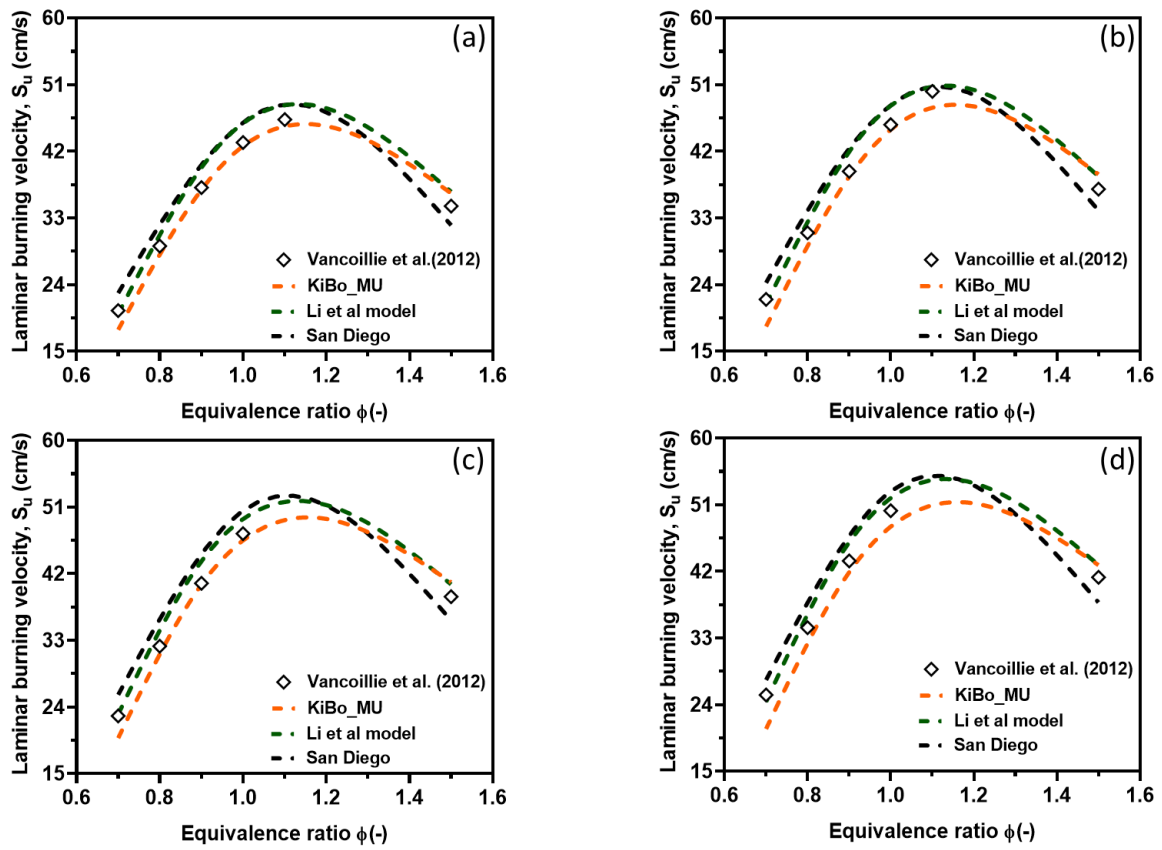 (a)
Laminar burning velocity, Su (cm/s)
60
51
42
33
24
15
Vancoillie et al.(2012)
KiBo_MU
Li et al model
San Diego
0.6 0.8 1.0 1.2 1.4 1.6
Equivalence ratio ϕ(-)
(b)
Laminar burning velocity, Su (cm/s)
60
51
42
33
24
15
Vancoillie et al.(2012)
KiBo_MU
Li et al model
San Diego
0.6 0.8 1.0 1.2 1.4 1.6
Equivalence ratio ϕ(-)
(c)
Laminar burning velocity, Su (cm/s)
60
51
42
33
24
15
Vancoillie et al. (2012)
KiBo_MU
Li et al model
San Diego
0.6 0.8 1.0 1.2 1.4 1.6
Equivalence ratio ϕ(-)
(d)
Laminar burning velocity, Su (cm/s)
60
51
42
33
24
15
Vancoillie et al. (2012)
KiBo_MU
Li et al model
San Diego
0.6 0.8 1.0 1.2 1.4 1.6
Equivalence ratio ϕ(-)